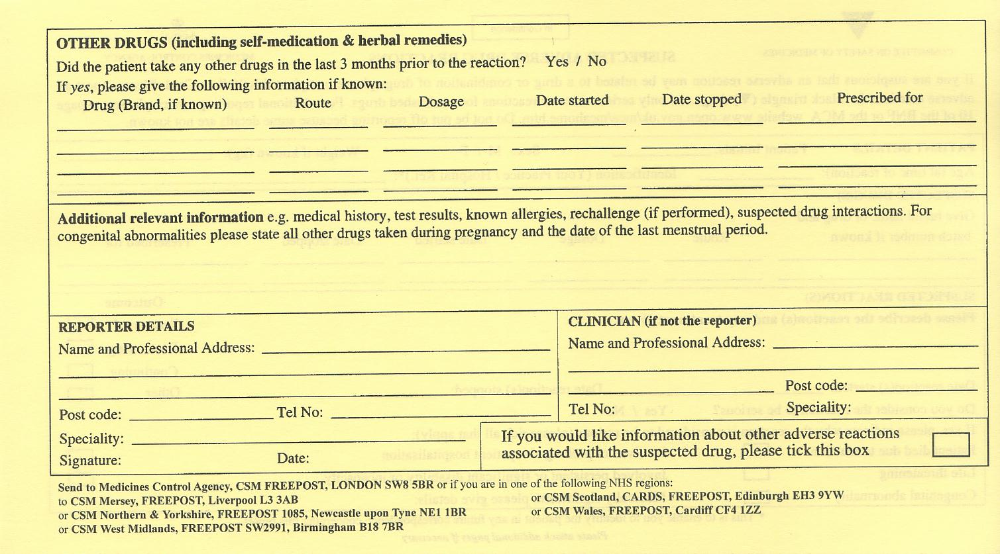 OTHER DRUGS (including self-medication & herbal remedies)
Did the patient take any other drugs in the last 3 months prior to the reaction? Yes / No
If yes, please give the following information if known:
Drug (Brand, if known) Route Dosage Date started Date stopped Prescribed for
Additional relevant information e.g. medical history, test results, known allergies, rechallenge (if performed), suspected drug interactions. For
congenital abnormalities please state all other drugs taken during pregnancy and the date of the last menstrual period.
REPORTER DETAILS
Name and Professional Address:
Post code: Tel No:
Speciality:
Signature: Date:
CLINICIAN (if not the reporter)
Name and Professional Address:
Post code:
Tel No: Speciality:
If you would like information about other adverse reactions
associated with the suspected drug, please tick this box
Send to Medicines Control Agency, CSM FREEPOST, LONDON SW8 5BR or if you are in one of the following NHS regions:
to CSM Mersey, FREEPOST, Liverpool L3 3AB
or CSM Northern & Yorkshire, FREEPOST 1085, Newcastle upon Tyne NE1 1BR
or CSM West Midlands, FREEPOST SW2991, Birmingham B18 7BR
or CSM Scotland, CARDS, FREEPOST, Edinburgh EH3 9YW
or CSM Wales, FREEPOST, Cardiff CF4 1ZZ